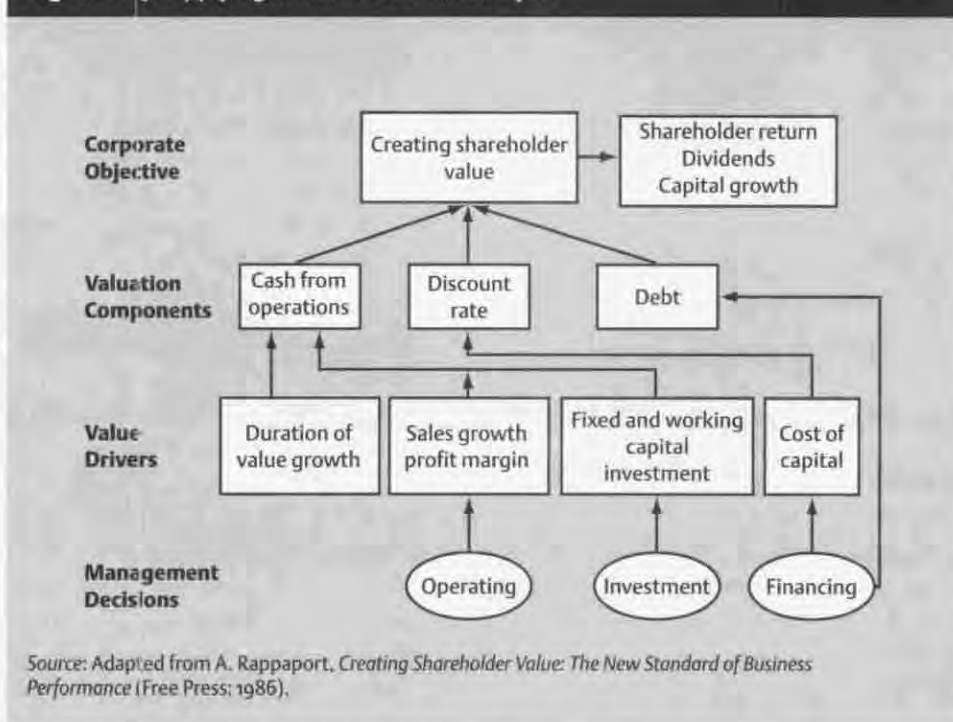 Corporate
Objective
Creating shareholder
value
Shareholder return
Dividends
Capital growth
Valuation
Components
Cash from
operations
Discount
rate
Debt
Value
Drivers
Duration of
value growth
Sales growth
profit margin
Fixed and working
capital
investment
Cost of
capital
Management
Decisions
Operating
Investment
Financing
Source: Adapted from A. Rappaport, Creating Shareholder Value: The New Standard of Business
Performance (Free Press: 1986).